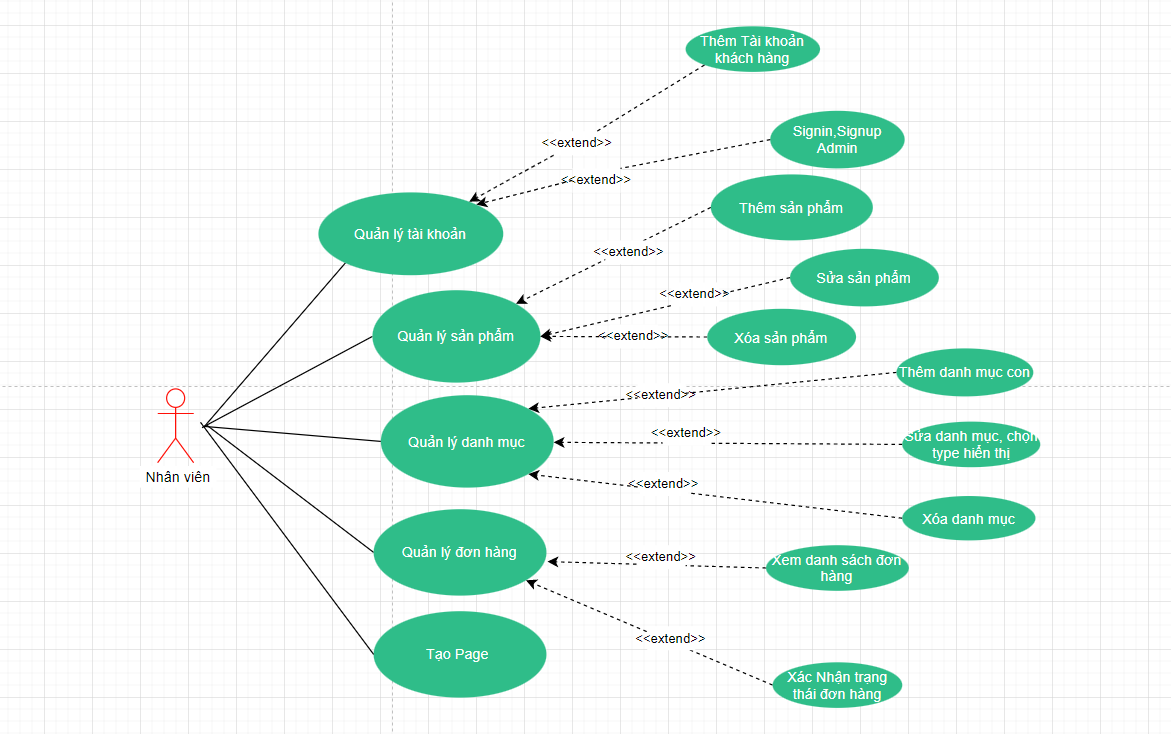 Thêm Tài khoản
khách hàng
<<extend>>
Signin,Signup
Admin
<<extend>>
Thêm sản phẩm
Quản lý tài khoản
<<extend>>
Sửa sản phẩm
<<extend>>
Quản lý sản phẩm
<<extend>>
Xóa sản phẩm
Thêm danh mục con
<<extend>>
<<extend>>
Sửa danh mục, chọn
type hiển thị
Quản lý danh mục
Nhân viên
<<extend>>
Xóa danh mục
Quản lý đơn hàng
<<extend>>
Xem danh sách đơn
hàng
<<extend>>
Tạo Page
Xác Nhận trạng
thái đơn hàng